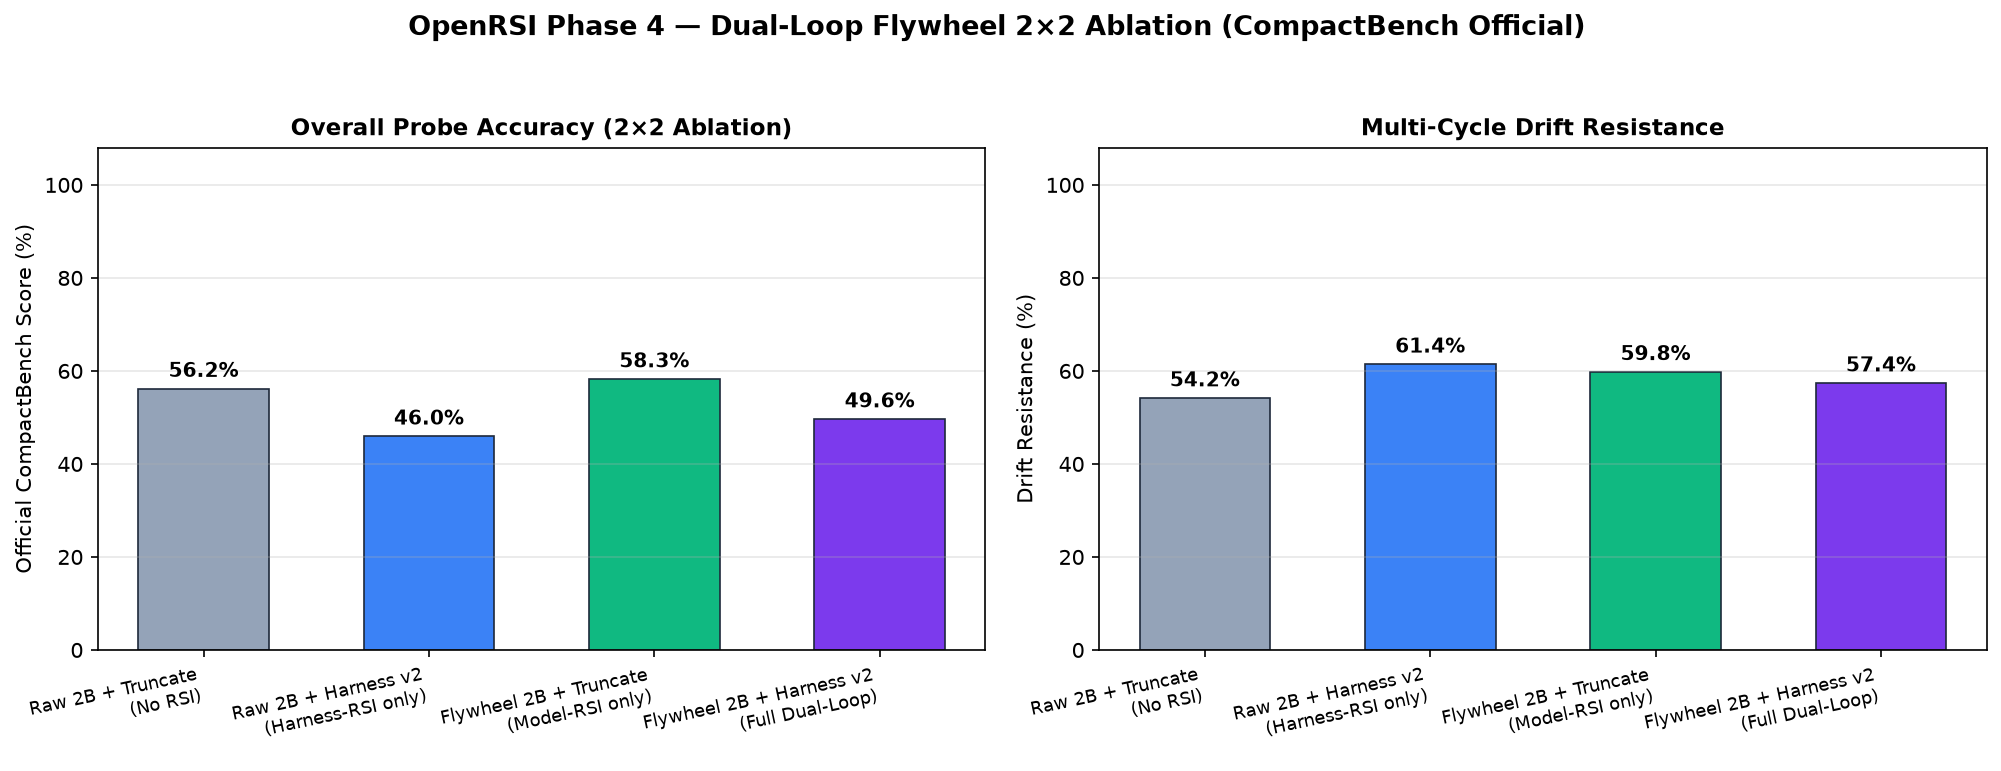 OpenRSI Phase 4 — Dual-Loop Flywheel 2×2 Ablation (CompactBench Official)
Overall Probe Accuracy (2×2 Ablation)
Official CompactBench Score (%)
100
80
60
40
20
0
56.2%
46.0%
58.3%
49.6%
Raw 2B + Truncate
(No RSI)
Raw 2B + Harness v2
(Harness-RSI only)
Flywheel 2B + Truncate
(Model-RSI only)
Flywheel 2B + Harness v2
(Full Dual-Loop)
Multi-Cycle Drift Resistance
Drift Resistance (%)
100
80
60
40
20
0
54.2%
61.4%
59.8%
57.4%
Raw 2B + Truncate
(No RSI)
Raw 2B + Harness v2
(Harness-RSI only)
Flywheel 2B + Truncate
(Model-RSI only)
Flywheel 2B + Harness v2
(Full Dual-Loop)